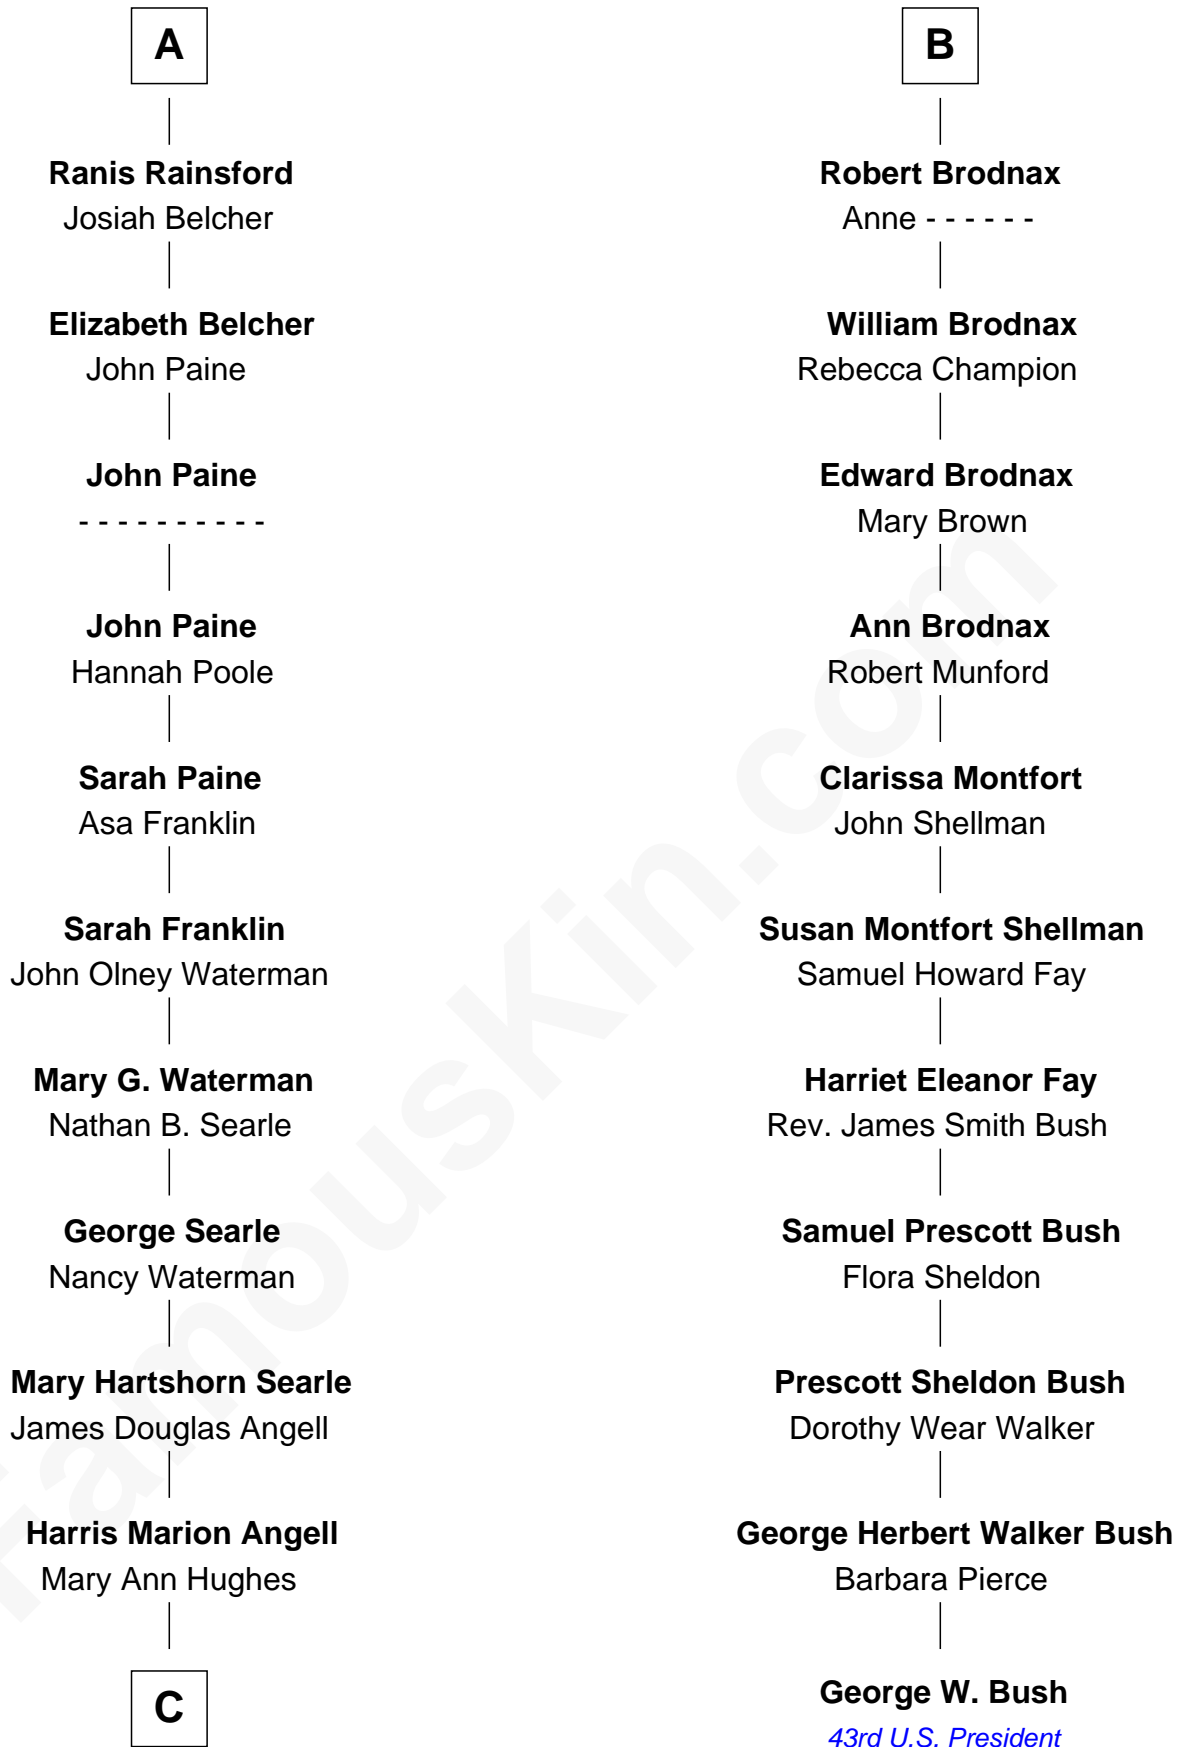 A
Ranis Rainsford
Josiah Belcher
Elizabeth Belcher
John Paine
John Paine
- - - - - - - - - -
John Paine
Hannah Poole
Sarah Paine
Asa Franklin
Sarah Franklin
John Olney Waterman
Mary G. Waterman
Nathan B. Searle
George Searle
Nancy Waterman
Mary Hartshorn Searle
James Douglas Angell
Harris Marion Angell
Mary Ann Hughes
C
B
Robert Brodnax
Anne - - - - - -
William Brodnax
Rebecca Champion
Edward Brodnax
Mary Brown
Ann Brodnax
Robert Munford
Clarissa Montfort
John Shellman
Susan Montfort Shellman
Samuel Howard Fay
Harriet Eleanor Fay
Rev. James Smith Bush
Samuel Prescott Bush
Flora Sheldon
Prescott Sheldon Bush
Dorothy Wear Walker
George Herbert Walker Bush
Barbara Pierce
George W. Bush
43rd U.S. President
FamousKin.com